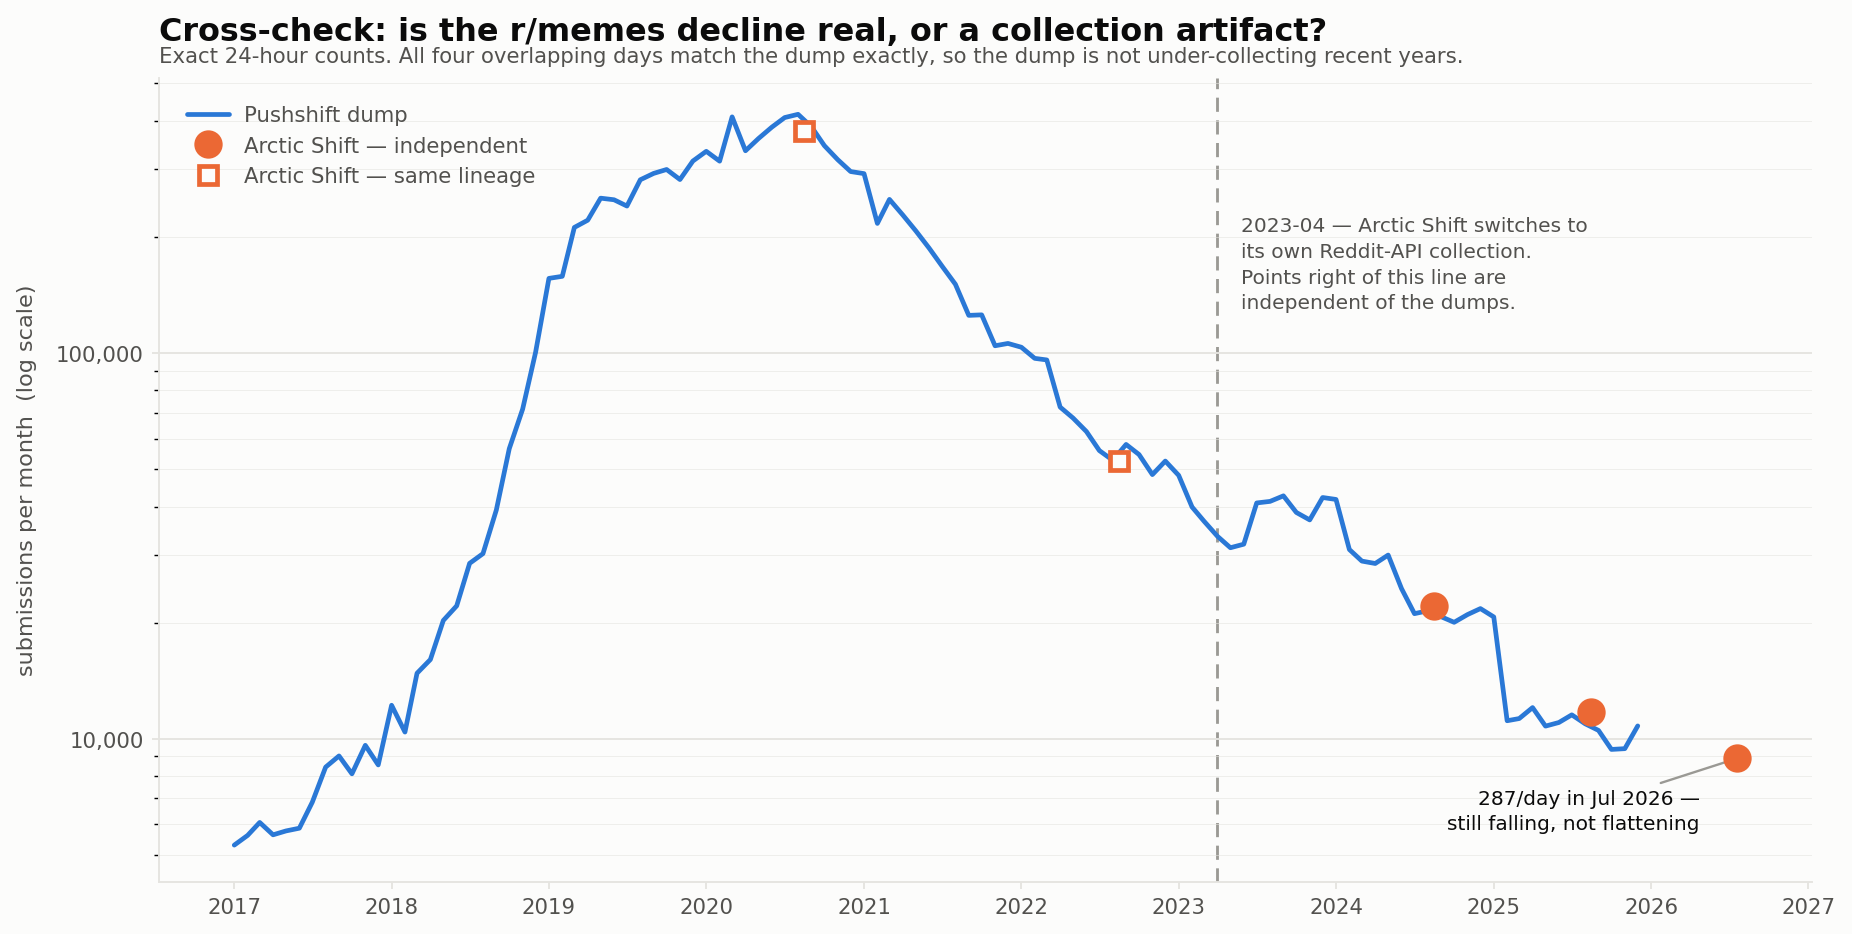 Cross-check: is the r/memes decline real, or a collection artifact?
Exact 24-hour counts. All four overlapping days match the dump exactly, so the dump is not under-collecting recent years.
Pushshift dump
Arctic Shift — independent
Arctic Shift — same lineage
2023-04 — Arctic Shift switches to
its own Reddit-API collection.
Points right of this line are
independent of the dumps.
submissions per month (log scale)
100,000
10,000
287/day in Jul 2026 —
still falling, not flattening
2017 2018 2019 2020 2021 2022 2023 2024 2025 2026 2027